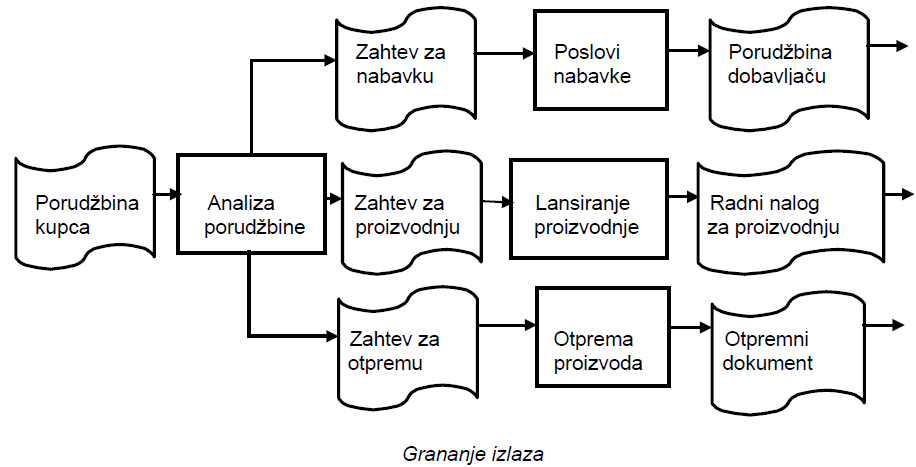 Zahtev za
nabavku
Poslovi
nabavke
Porudžbina
dobavljaču
Porudžbina
kupca
Analiza
porudžbine
Zahtev za
proizvodnju
Lansiranje
proizvodnje
Radni nalog
za proizvodnju
Zahtev za
otpremu
Otprema
proizvoda
Otpremni
dokument
Grananje izlaza